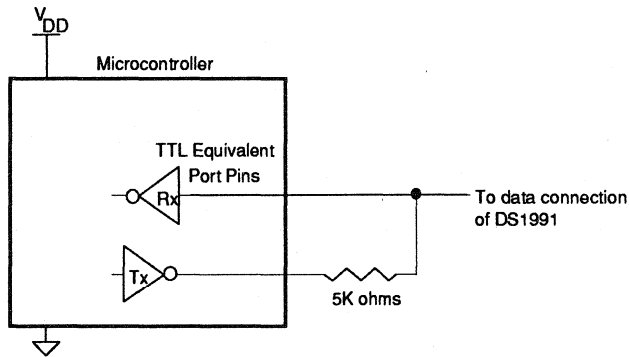 VDD
Microcontroller
TTL Equivalent
Port Pins
Rx
To data connection
of DS1991
Tx
5K ohms